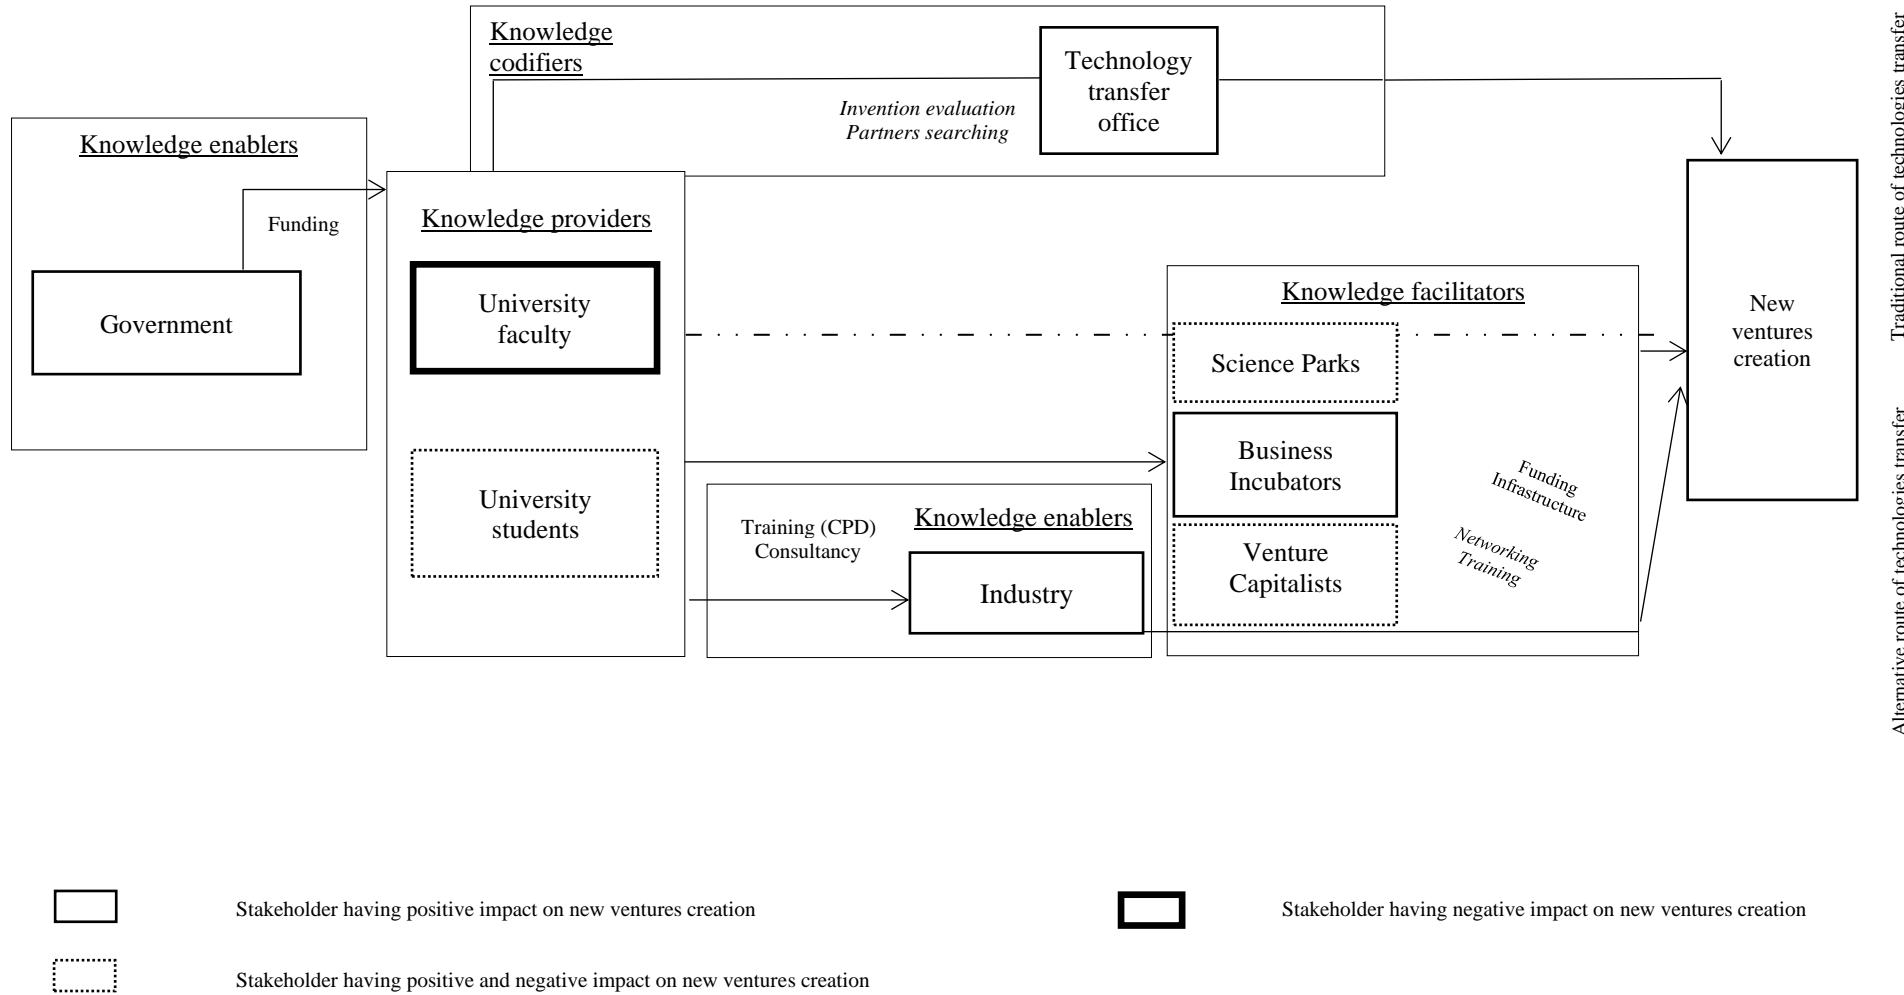 Knowledge
codifiers
Technology
transfer
office
Invention evaluation
Partners searching
Knowledge enablers
Funding
Government
Knowledge providers
University
faculty
University
students
Training (CPD)
Consultancy
Knowledge enablers
Industry
Knowledge facilitators
Science Parks
Business
Incubators
Venture
Capitalists
Funding
Infrastructure
Networking
Training
New
ventures
creation
Traditional route of technologies transfer
Alternative route of technologies transfer
Stakeholder having positive impact on new ventures creation
Stakeholder having negative impact on new ventures creation
Stakeholder having positive and negative impact on new ventures creation